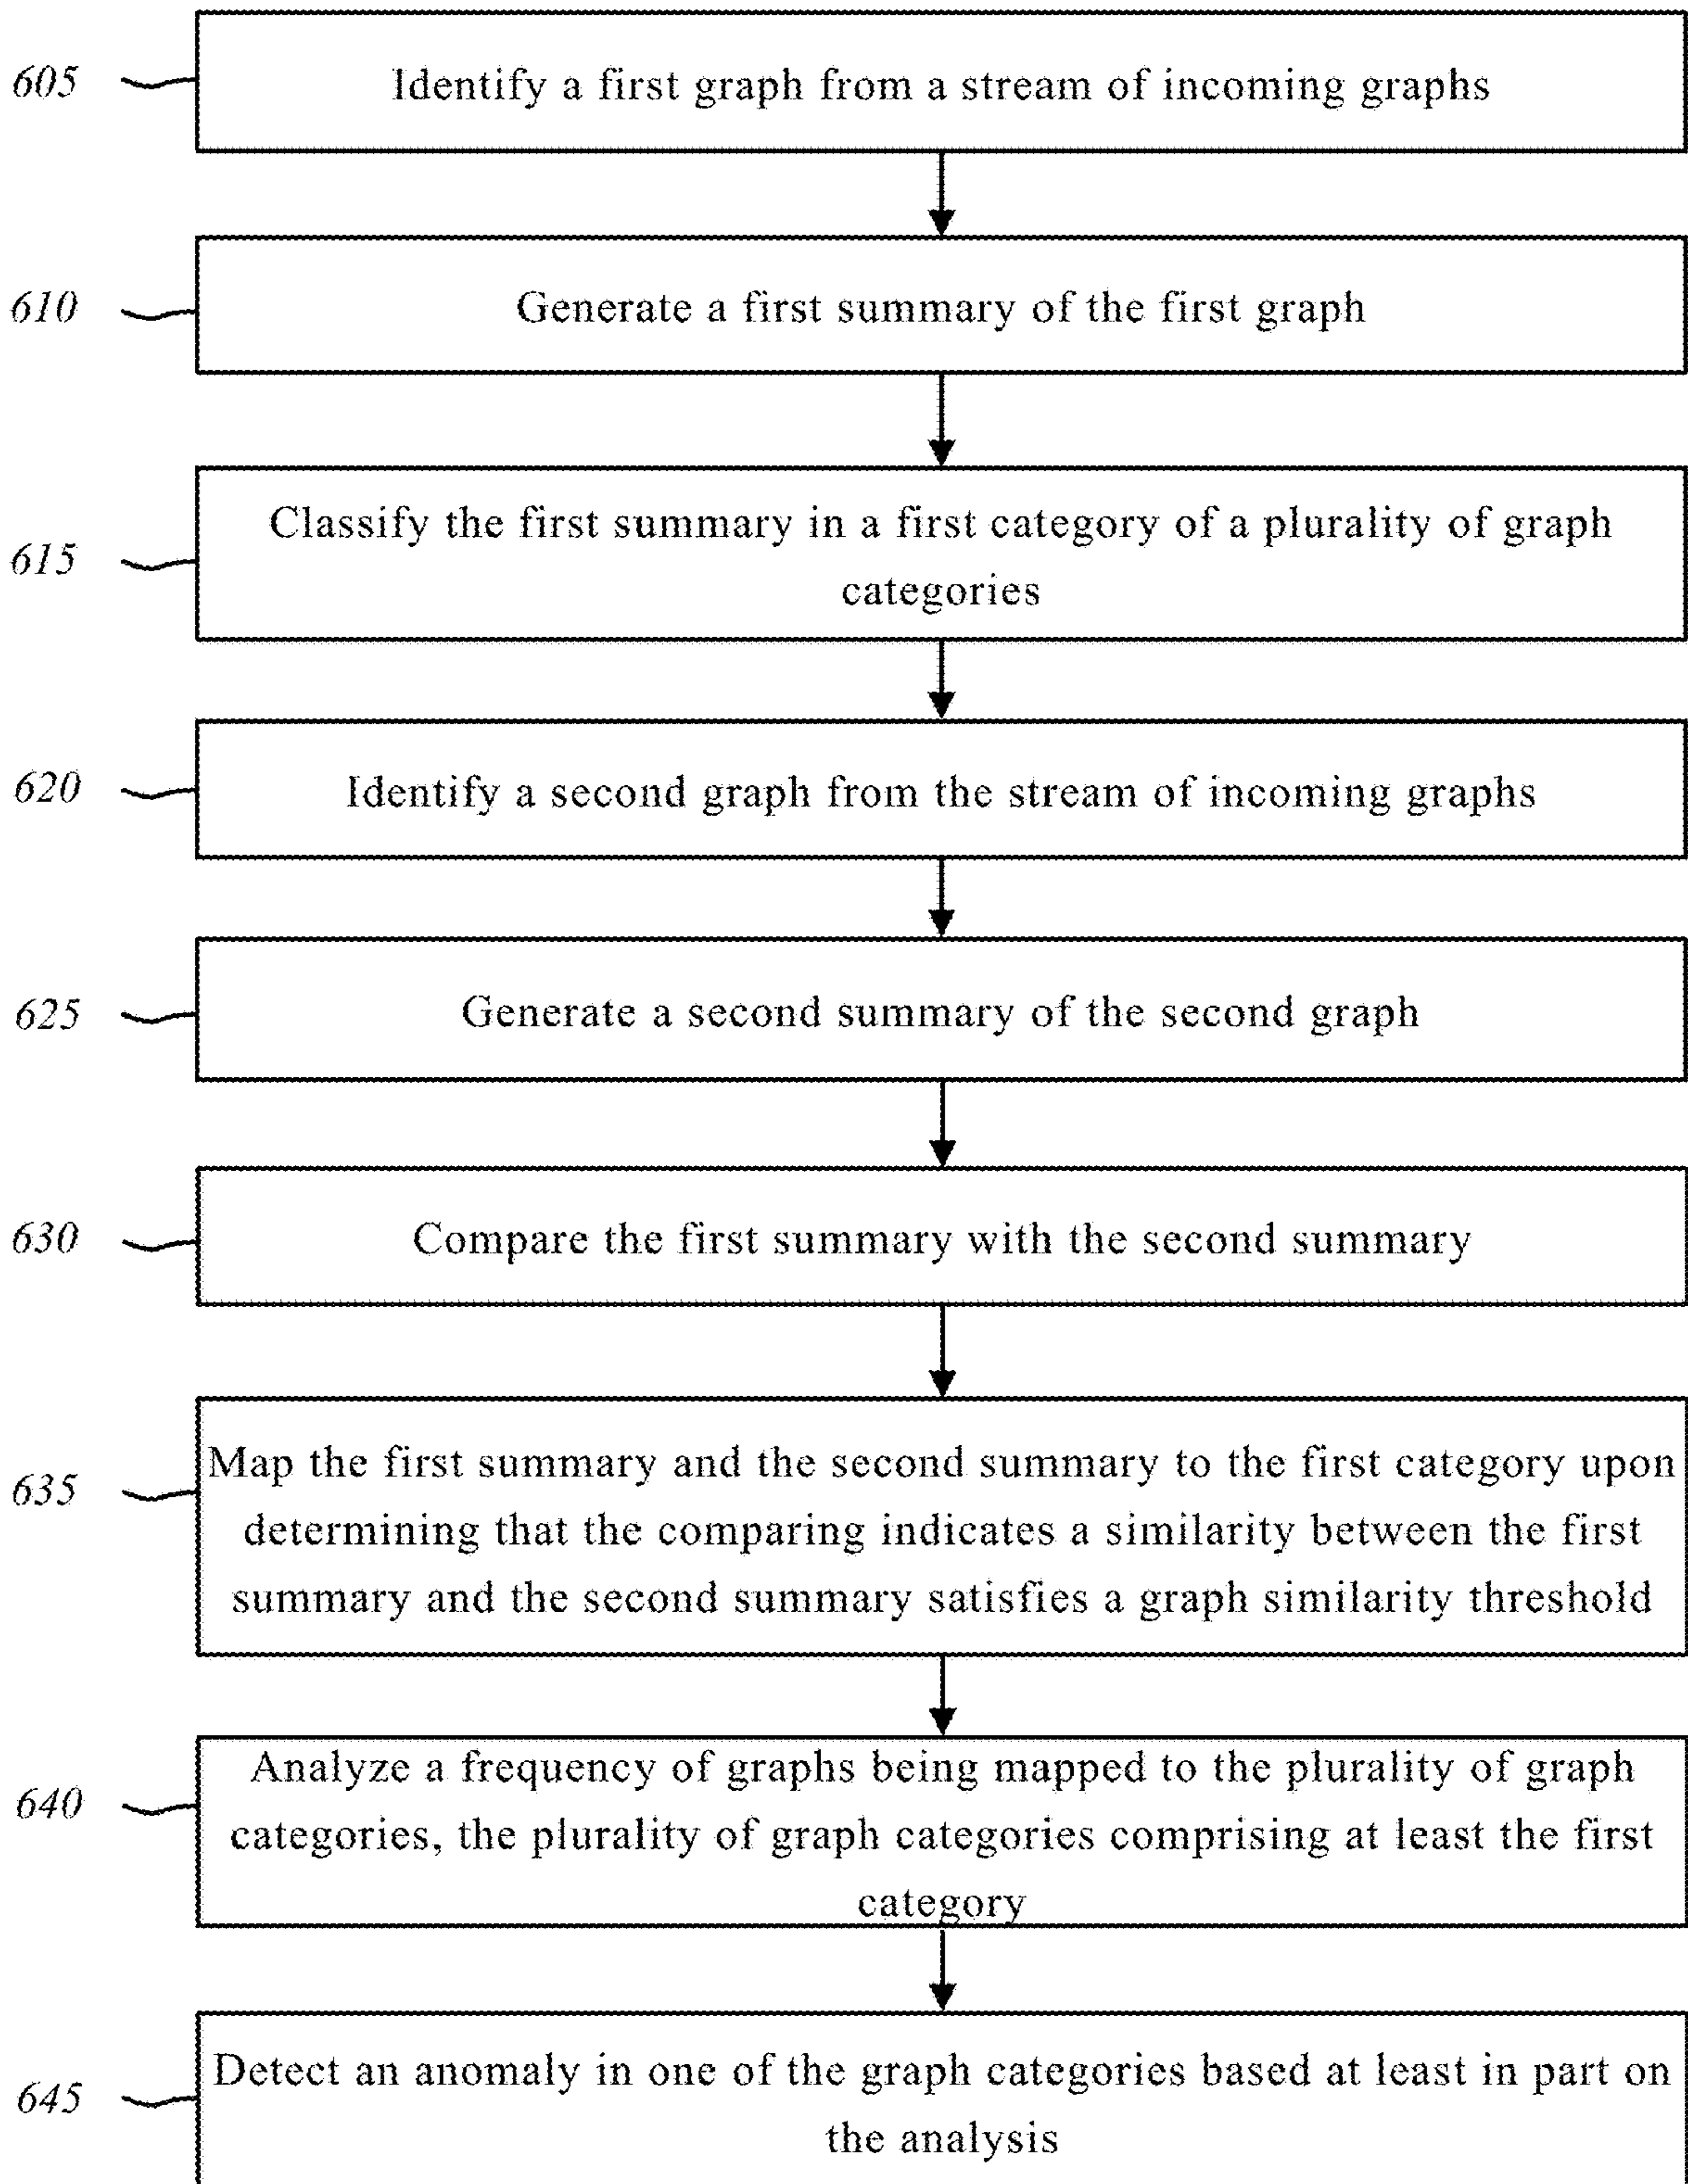 605 Identify a first graph from a stream of incoming graphs
610 Generate a first summary of the first graph
Classify the first summary in a first category of a plurality of graph
615
categories
620 Identify a second graph from the stream of incoming graphs
625 Generate a second summary of the second graph
630 Compare the first summary with the second summary
Map the first summary and the second summary to the first category upon
635
determining that the comparing indicates a similarity between the first
summary and the second summary satisfies a graph similarity threshold
Analyze a frequency of graphs being mapped to the plurality of graph
640
categories, the plurality of graph categories comprising at least the first
category
Detect an anomaly in one of the graph categories based at least in part on
645
the analysis